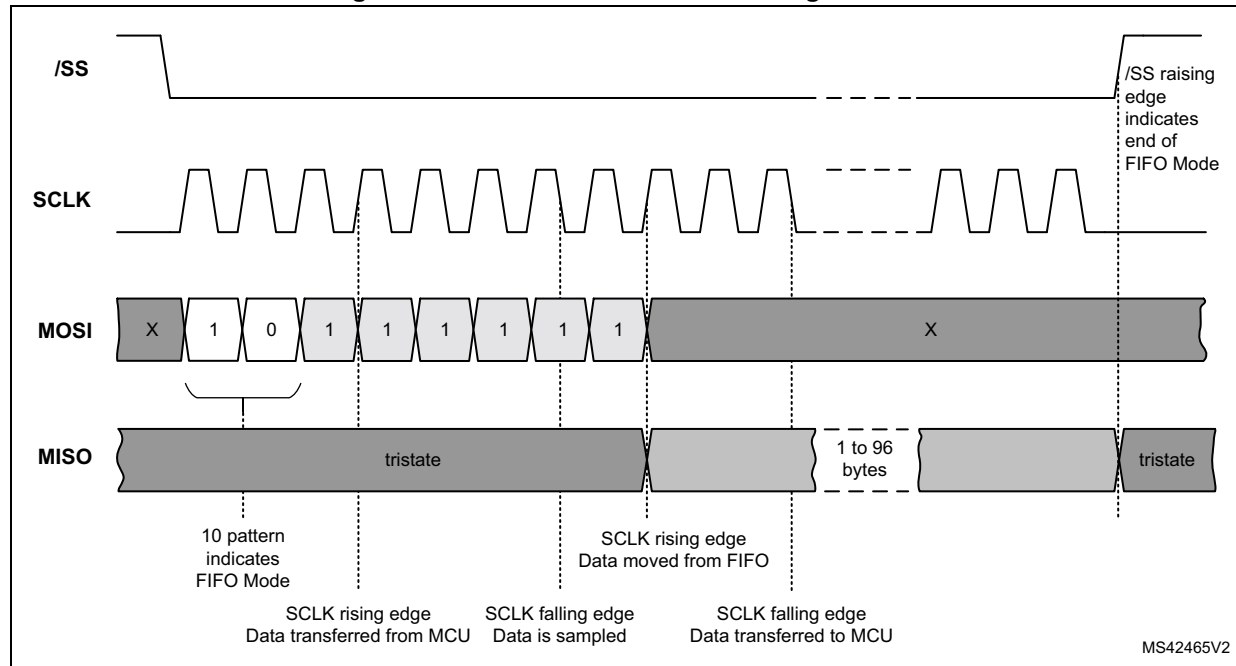 /SS
/SS raising
edge
indicates
end of
FIFO Mode
SCLK
MOSI
X
1
0
1
1
1
1
1
1
X
MISO
tristate
1 to 96
bytes
tristate
10 pattern
indicates
FIFO Mode
SCLK rising edge
Data moved from FIFO
SCLK rising edge
Data transferred from MCU
SCLK falling edge
Data is sampled
SCLK falling edge
Data transferred to MCU
MS42465V2